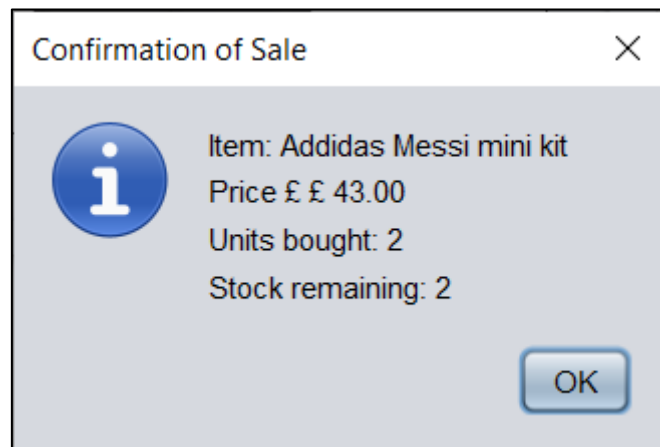 Confirmation of Sale
Item: Addidas Messi mini kit
Price £ £ 43.00
Units bought: 2
Stock remaining: 2
OK